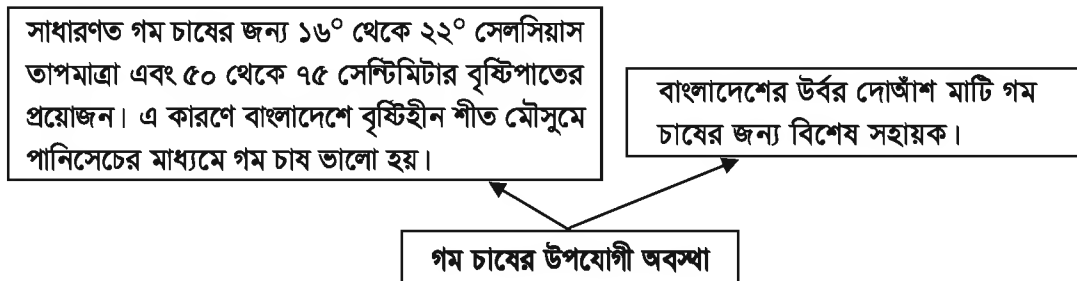 সাধারণত গম চাষের জন্য ১৬° থেকে ২২° সেলসিয়াস
তাপমাত্রা এবং ৫০ থেকে ৭৫ সেন্টিমিটার বৃষ্টিপাতের
প্রয়োজন। এ কারণে বাংলাদেশে বৃষ্টিহীন শীত মৌসুমে
পানিসেচের মাধ্যমে গম চাষ ভালো হয়।
বাংলাদেশের উর্বর দোআঁশ মাটি গম
চাষের জন্য বিশেষ সহায়ক।
গম চাষের উপযোগী অবস্থা